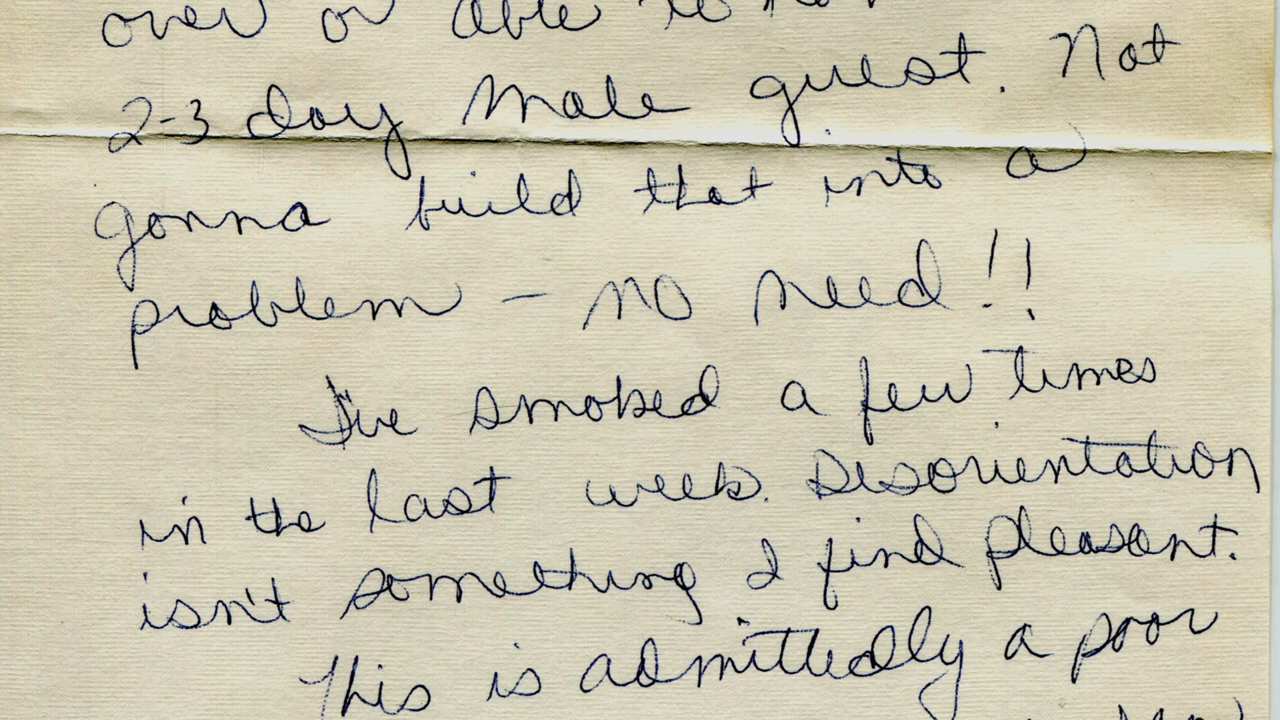 over or able to
2-3 day male guest. Not
gonna build that into a
problem - no need!!
I've smoked a few times
in the last week. Disorientation
isn't something I find pleasant.
This is admittedly a poor